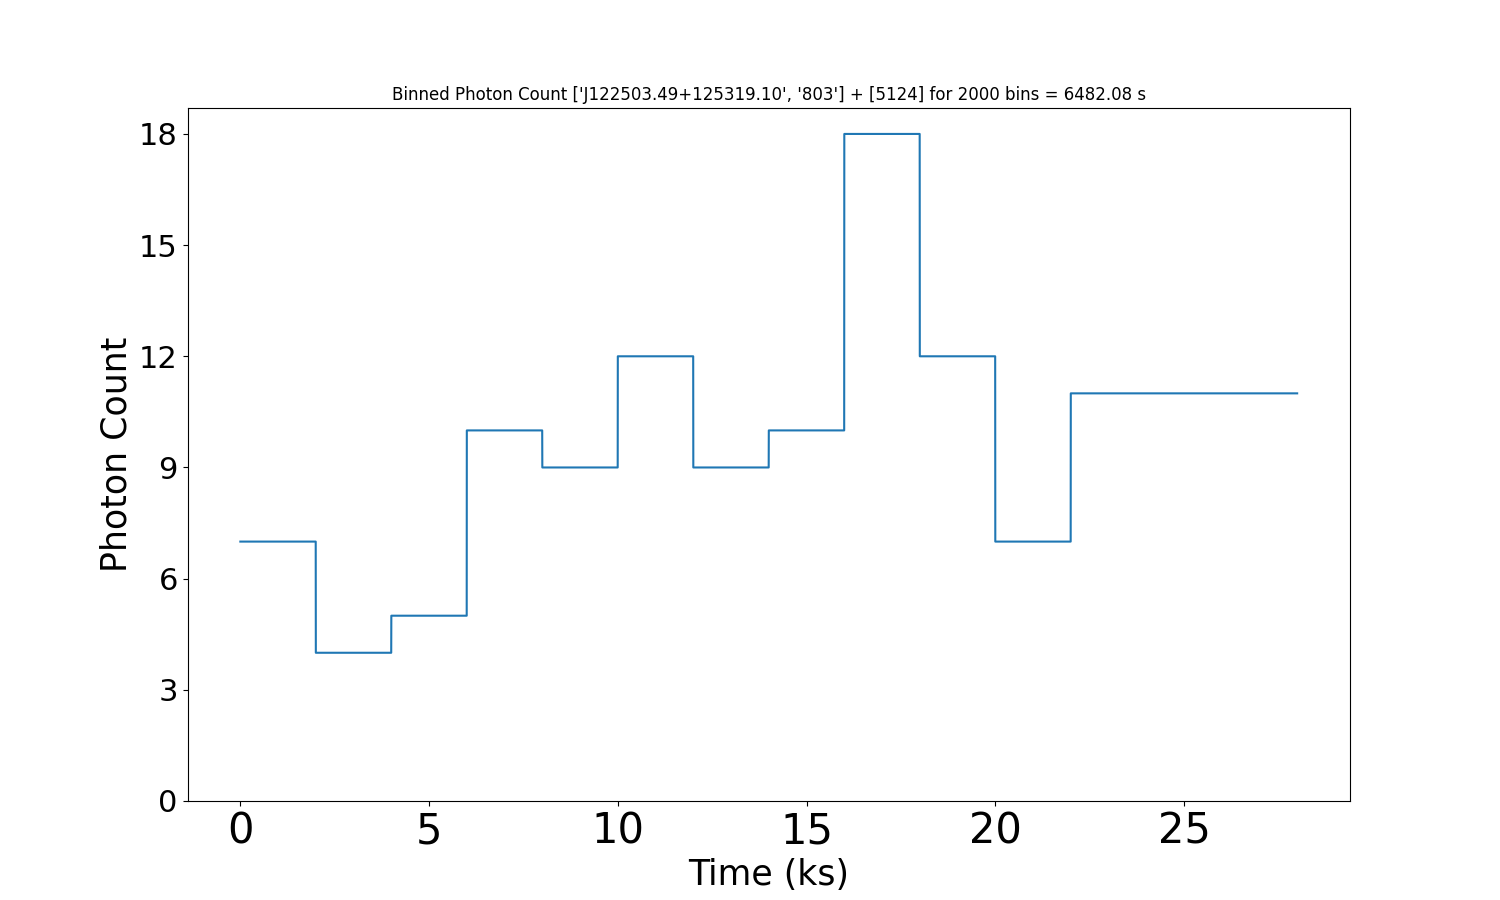 Binned Photon Count ['J122503.49+125319.10', '803'] + [5124] for 2000 bins = 6482.08 s
18
15
12
9
6
3
0
Photon Count
0 5 10 15 20 25
Time (ks)